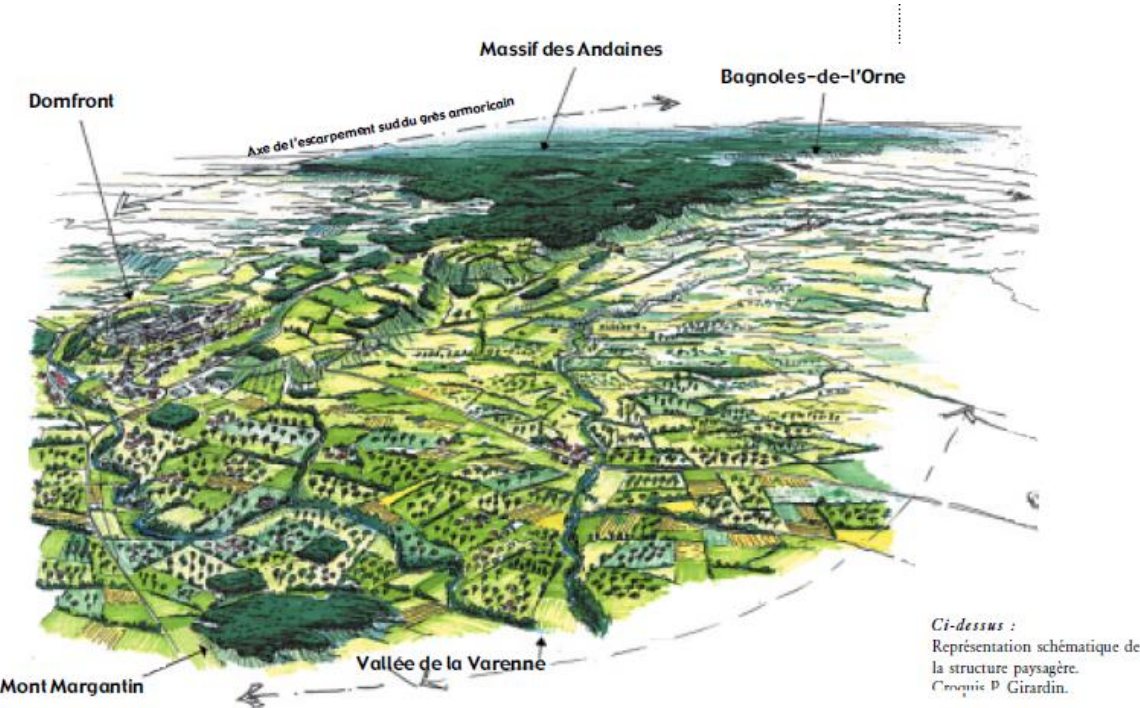 Massif des Andaines
Bagnoles-de-l'Orne
Domfront
Axe de l'escarpement sud du grès armoricain
Vallée de la Varenne
Mont Margantin
Ci-dessus :
Représentation schématique de
la structure paysagère.
Croquis P. Girardin.